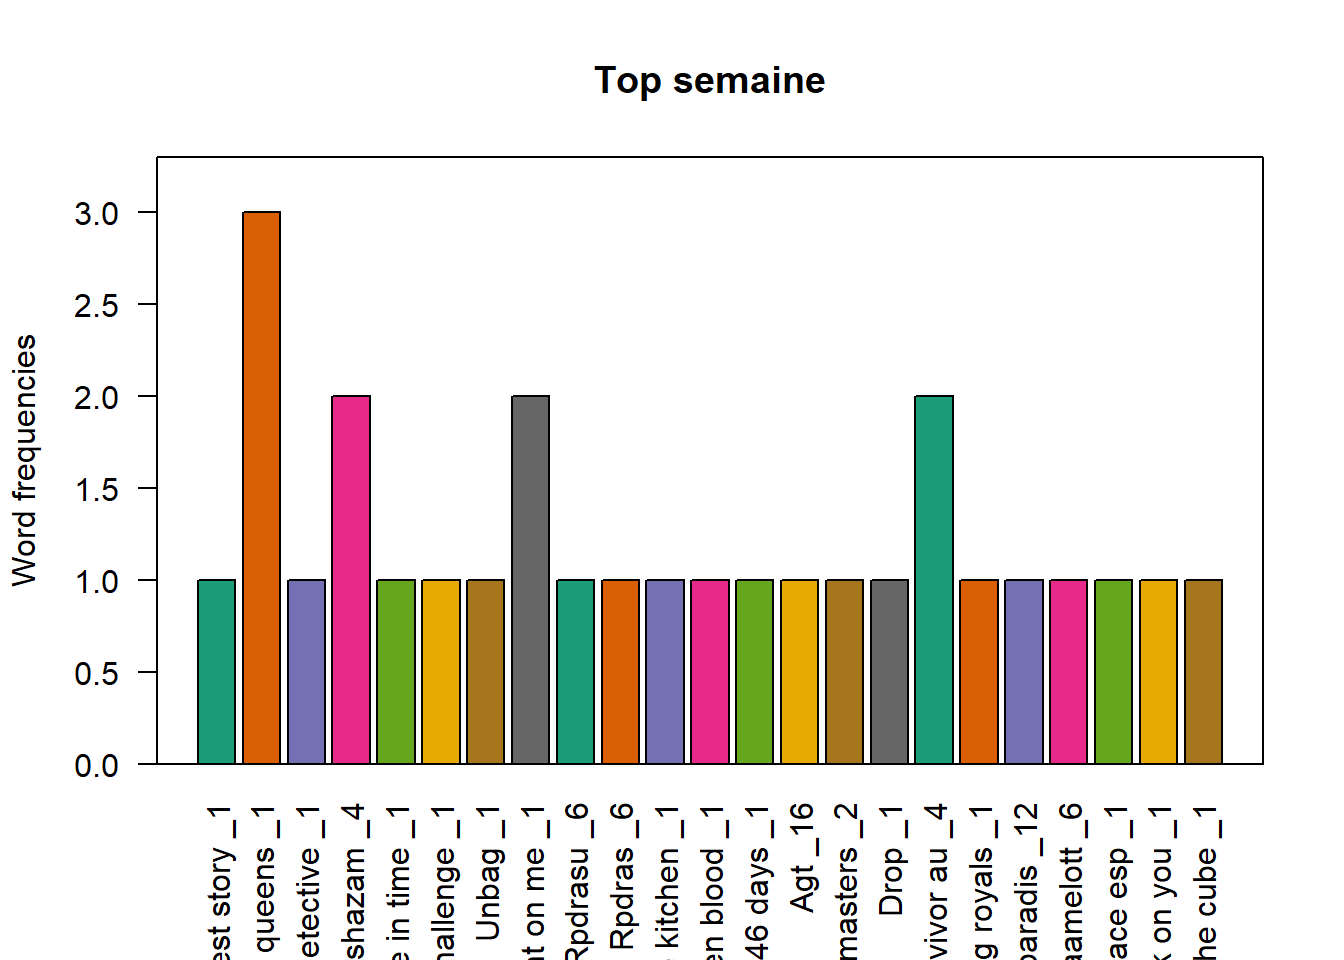 Top semaine
Word frequencies
3.0
2.5
2.0
1.5
1.0
0.5
0.0
est story _1
queens _1
etective _1
shazam _4
e in time _1
hallenge _1
Unbag _1
at on me _1
Rpdrasu _6
Rpdras _6
kitchen _1
en blood _1
46 days _1
Agt _16
masters _2
Drop _1
vivor au _4
g royals _1
paradis _12
aamelott _6
ace esp _1
k on you _1
he cube _1